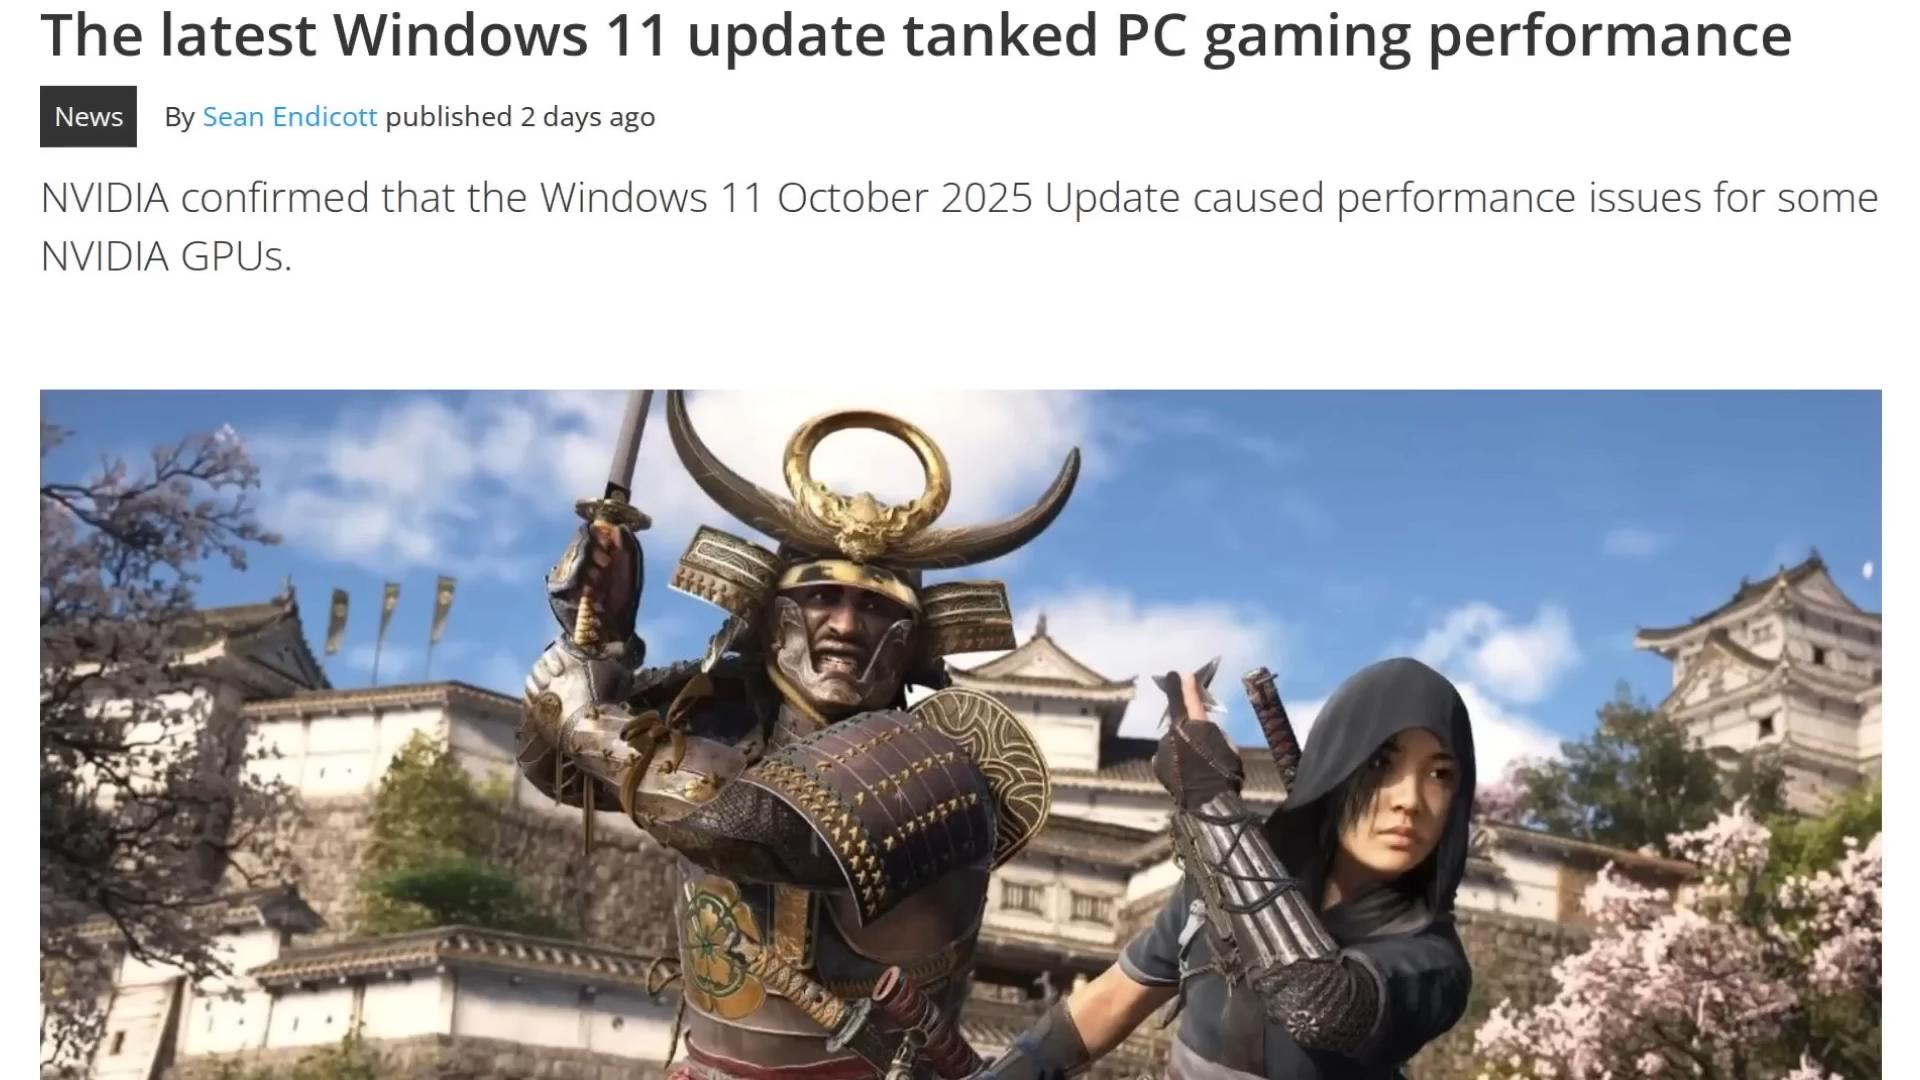 The latest Windows 11 update tanked PC gaming performance
News
By Sean Endicott published 2 days ago
NVIDIA confirmed that the Windows 11 October 2025 Update caused performance issues for some
NVIDIA GPUs.